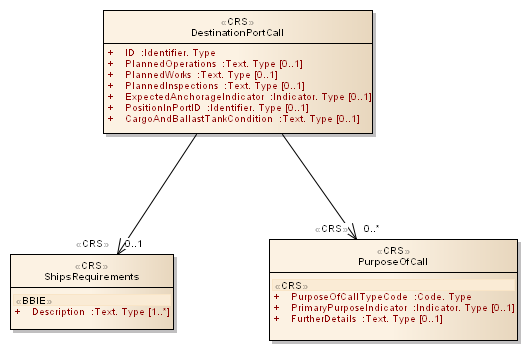 «CRS»
DestinationPortCall
+ ID :Identifier. Type
+ PlannedOperations :Text. Type [0..1]
+ PlannedWorks :Text. Type [0..1]
+ PlannedInspections :Text. Type [0..1]
+ ExpectedAnchorageIndicator :Indicator. Type [0..1]
+ PositionInPortID :Identifier. Type [0..1]
+ CargoAndBallastTankCondition :Text. Type [0..1]
«CRS» 0..1
«CRS» 0..*
«CRS»
ShipsRequirements
«BBIE»
+ Description :Text. Type [1..*]
«CRS»
PurposeOfCall
«CRS»
+ PurposeOfCallTypeCode :Code. Type
+ PrimaryPurposeIndicator :Indicator. Type [0..1]
+ FurtherDetails :Text. Type [0..1]